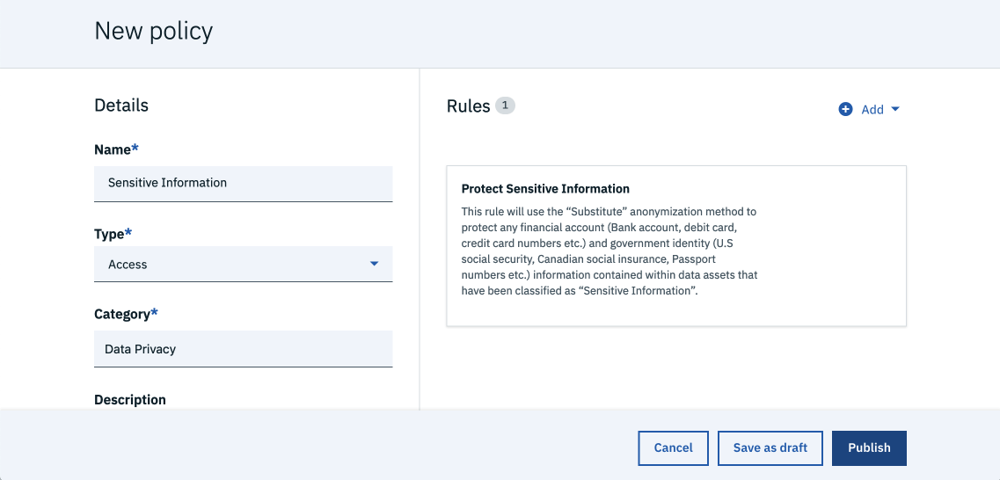 New policy
Details
Name*
Sensitive Information
Type*
Access
Category*
Data Privacy
Description
Rules 1
Add
Protect Sensitive Information
This rule will use the “Substitute” anonymization method to
protect any financial account (Bank account, debit card,
credit card numbers etc.) and government identity (U.S
social security, Canadian social insurance, Passport
numbers etc.) information contained within data assets that
have been classified as “Sensitive Information”.
Cancel
Save as draft
Publish